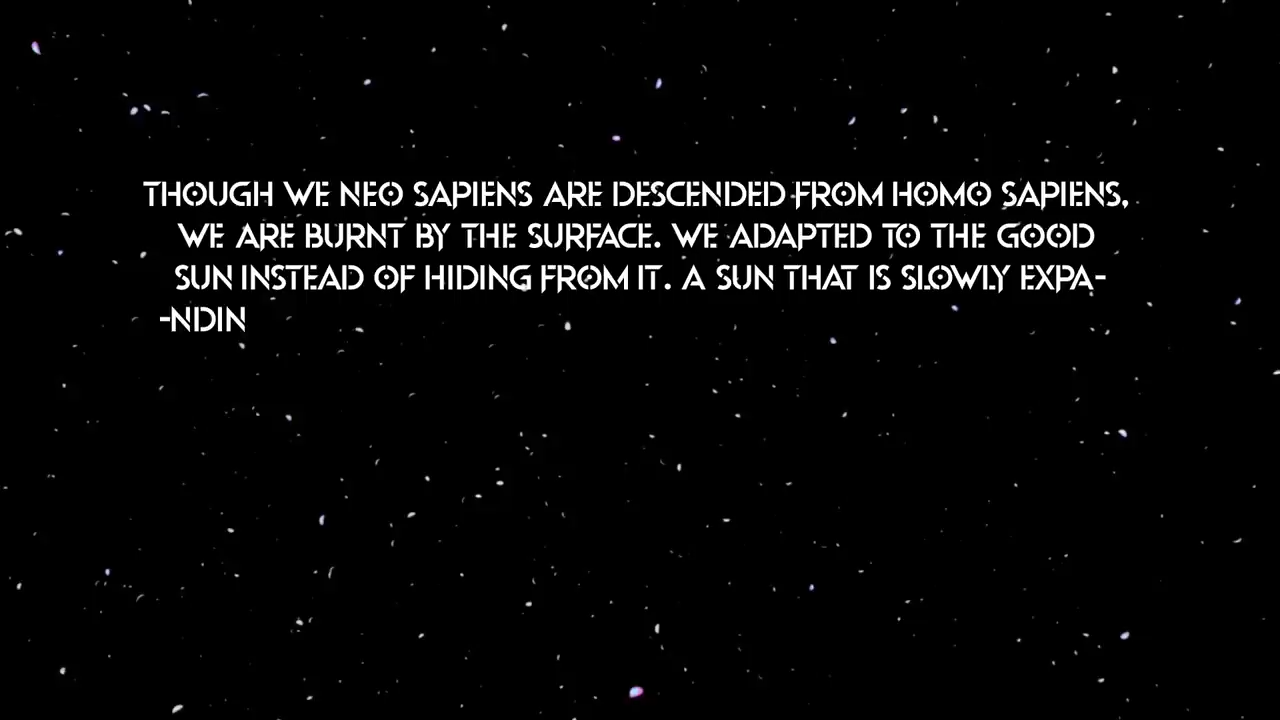 THOUGH WE NEO SAPIENS ARE DESCENDED FROM HOMO SAPIENS,
WE ARE BURNT BY THE SURFACE. WE ADAPTED TO THE GOOD
SUN INSTEAD OF HIDING FROM IT. A SUN THAT IS SLOWLY EXPA-
-NDIN